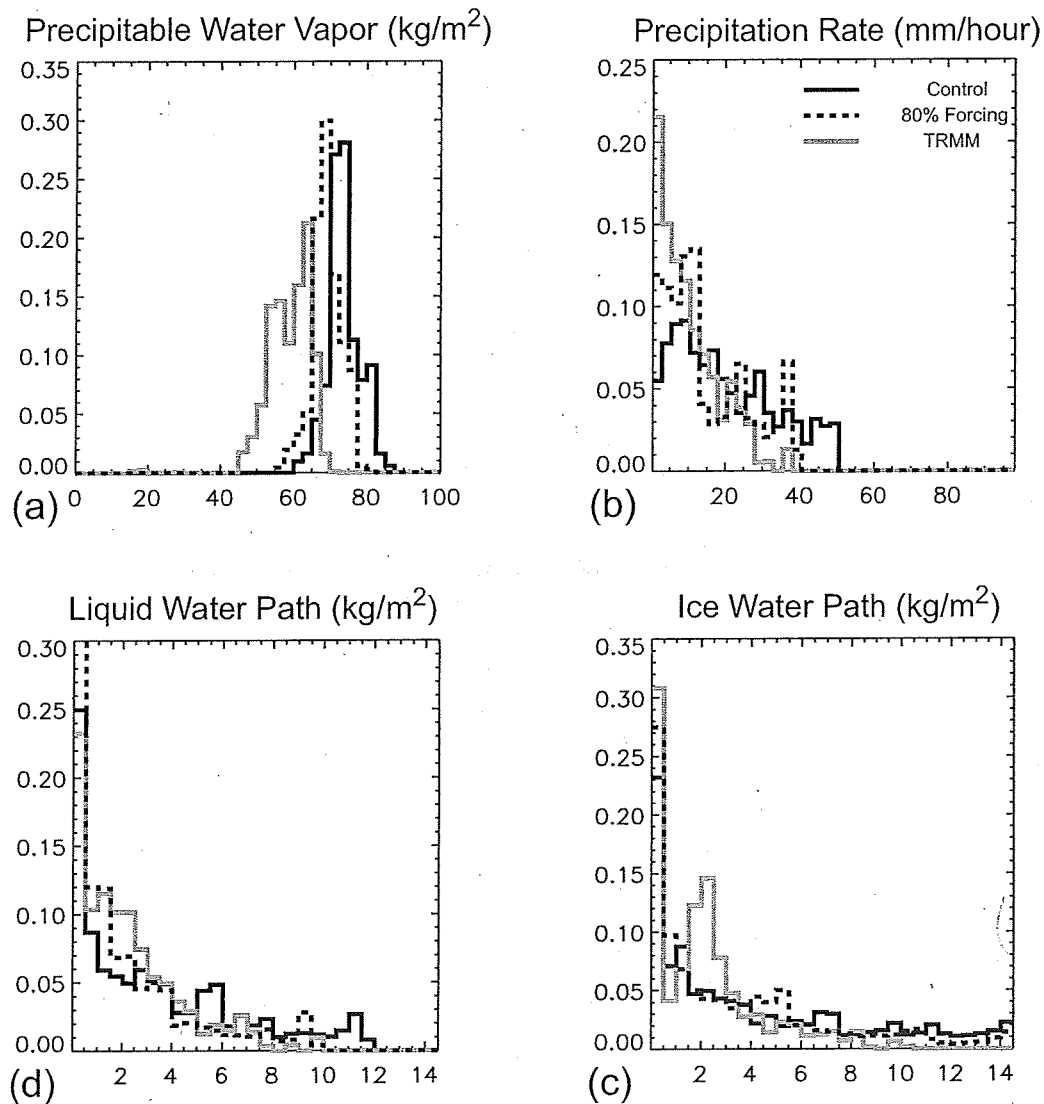 Precipitable Water Vapor (kg/m²)
0.35
0.30
0.25
0.20
0.15
0.10
0.05
0.00
0 20 40 60 80 100
(a)
Precipitation Rate (mm/hour)
0.25
0.20
0.15
0.10
0.05
0.00
20 40 60 80
(b)
Control
80% Forcing
TRMM
Liquid Water Path (kg/m²)
0.30
0.25
0.20
0.15
0.10
0.05
0.00
2 4 6 8 10 12 14
(d)
Ice Water Path (kg/m²)
0.35
0.30
0.25
0.20
0.15
0.10
0.05
0.00
2 4 6 8 10 12 14
(c)